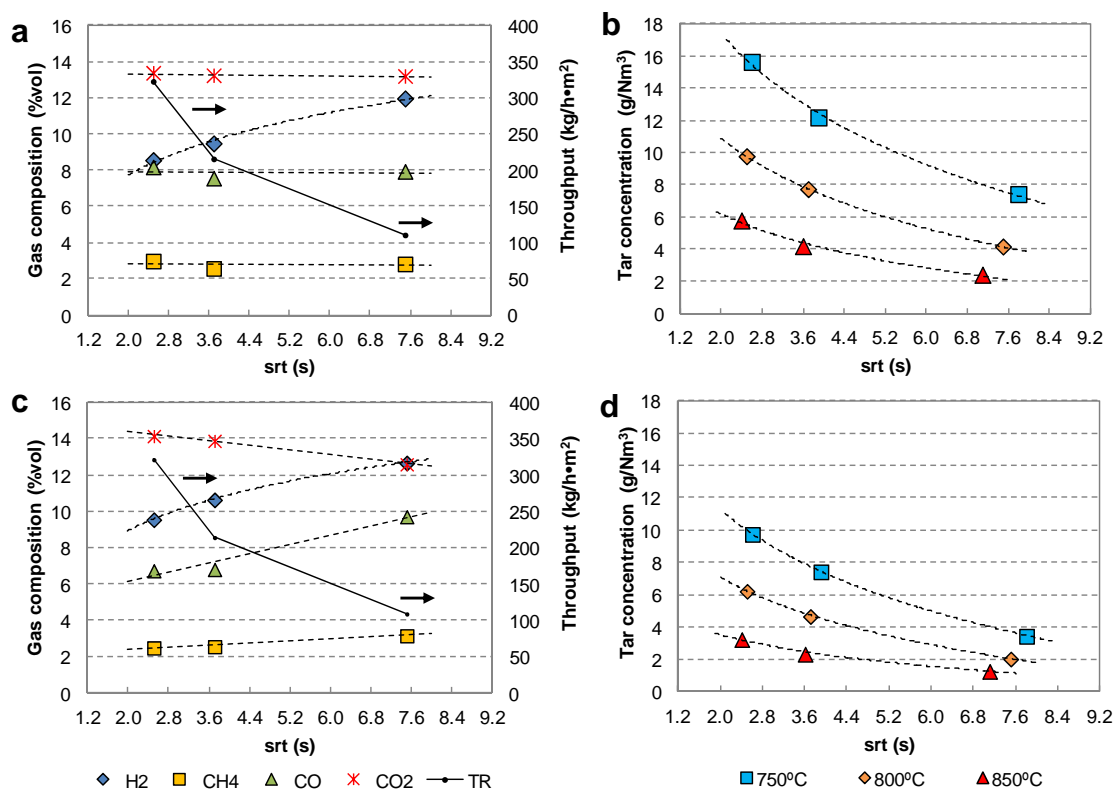 a
16
14
12
10
8
6
4
2
0
Gas composition (%vol)
400
350
300
250
200
150
100
50
0
Throughput (kg/h•m²)
1.2 2.0 2.8 3.6 4.4 5.2 6.0 6.8 7.6 8.4 9.2
srt (s)
b
18
16
14
12
10
8
6
4
2
0
Tar concentration (g/Nm³)
1.2 2.0 2.8 3.6 4.4 5.2 6.0 6.8 7.6 8.4 9.2
srt (s)
c
16
14
12
10
8
6
4
2
0
Gas composition (%vol)
400
350
300
250
200
150
100
50
0
Throughput (kg/h•m²)
1.2 2.0 2.8 3.6 4.4 5.2 6.0 6.8 7.6 8.4 9.2
srt (s)
d
18
16
14
12
10
8
6
4
2
0
Tar concentration (g/Nm³)
1.2 2.0 2.8 3.6 4.4 5.2 6.0 6.8 7.6 8.4 9.2
srt (s)
H2 CH4 CO CO2 TR
750ºC 800ºC 850ºC